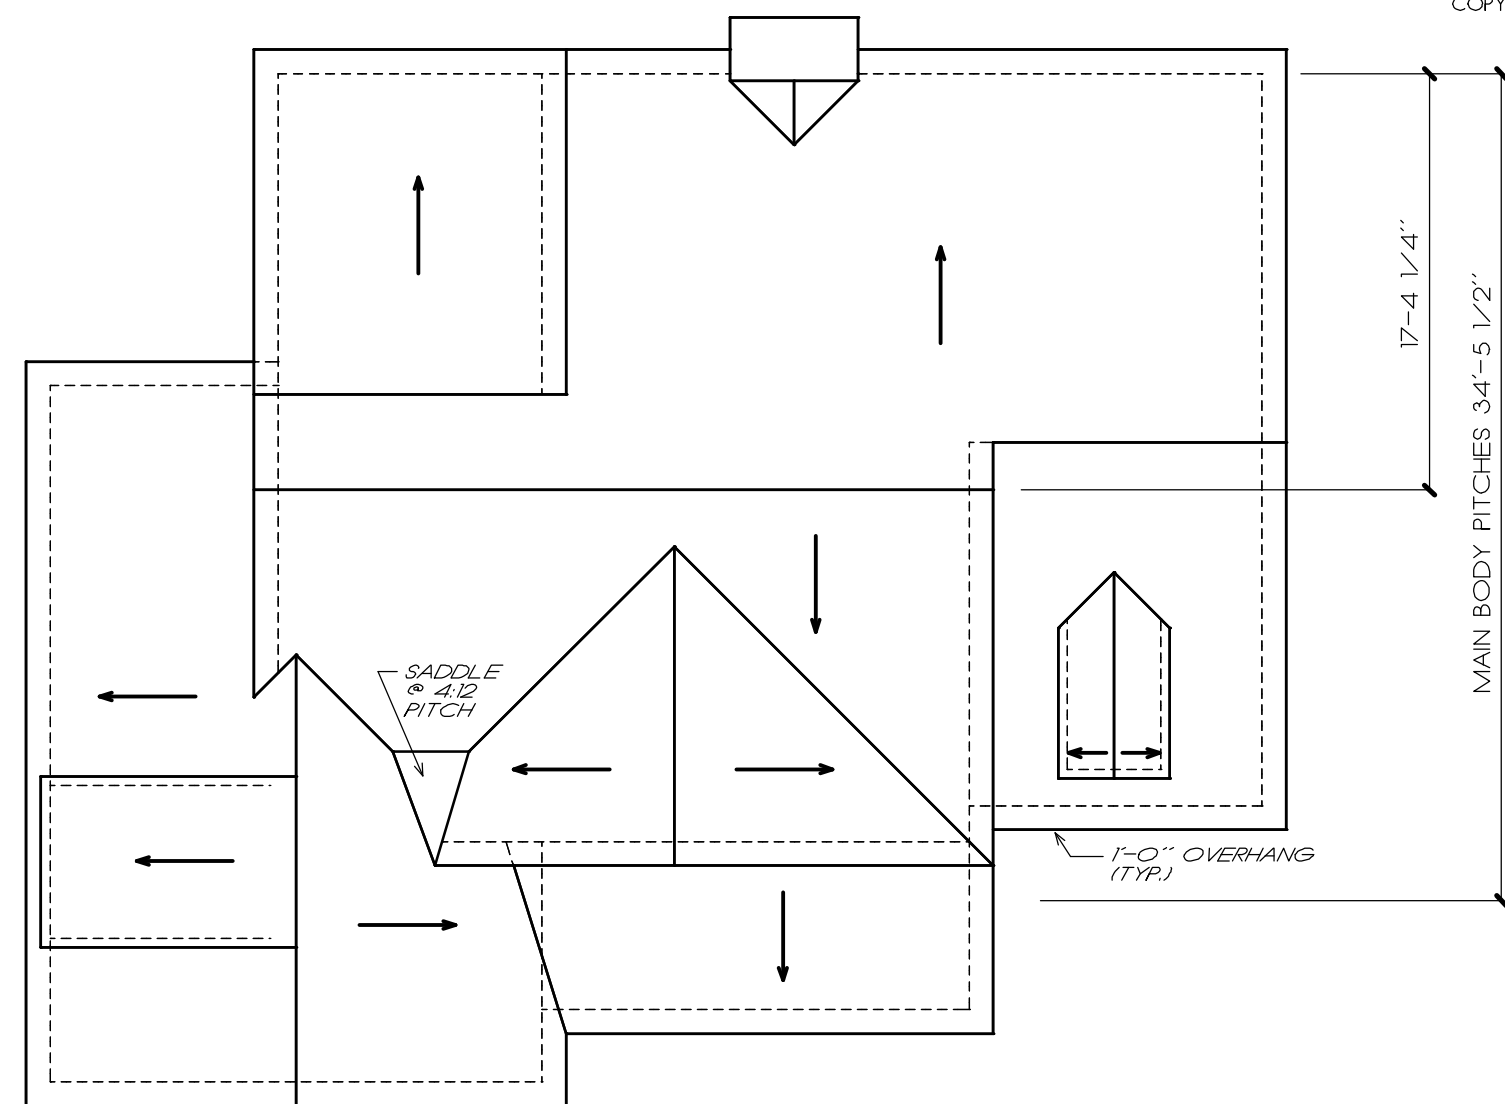 COPY
17-4 1/4"
MAIN BODY PITCHES 34'-5 1/2"
SADDLE
@ 4:12
PITCH
1'-0" OVERHANG
(TYP.)